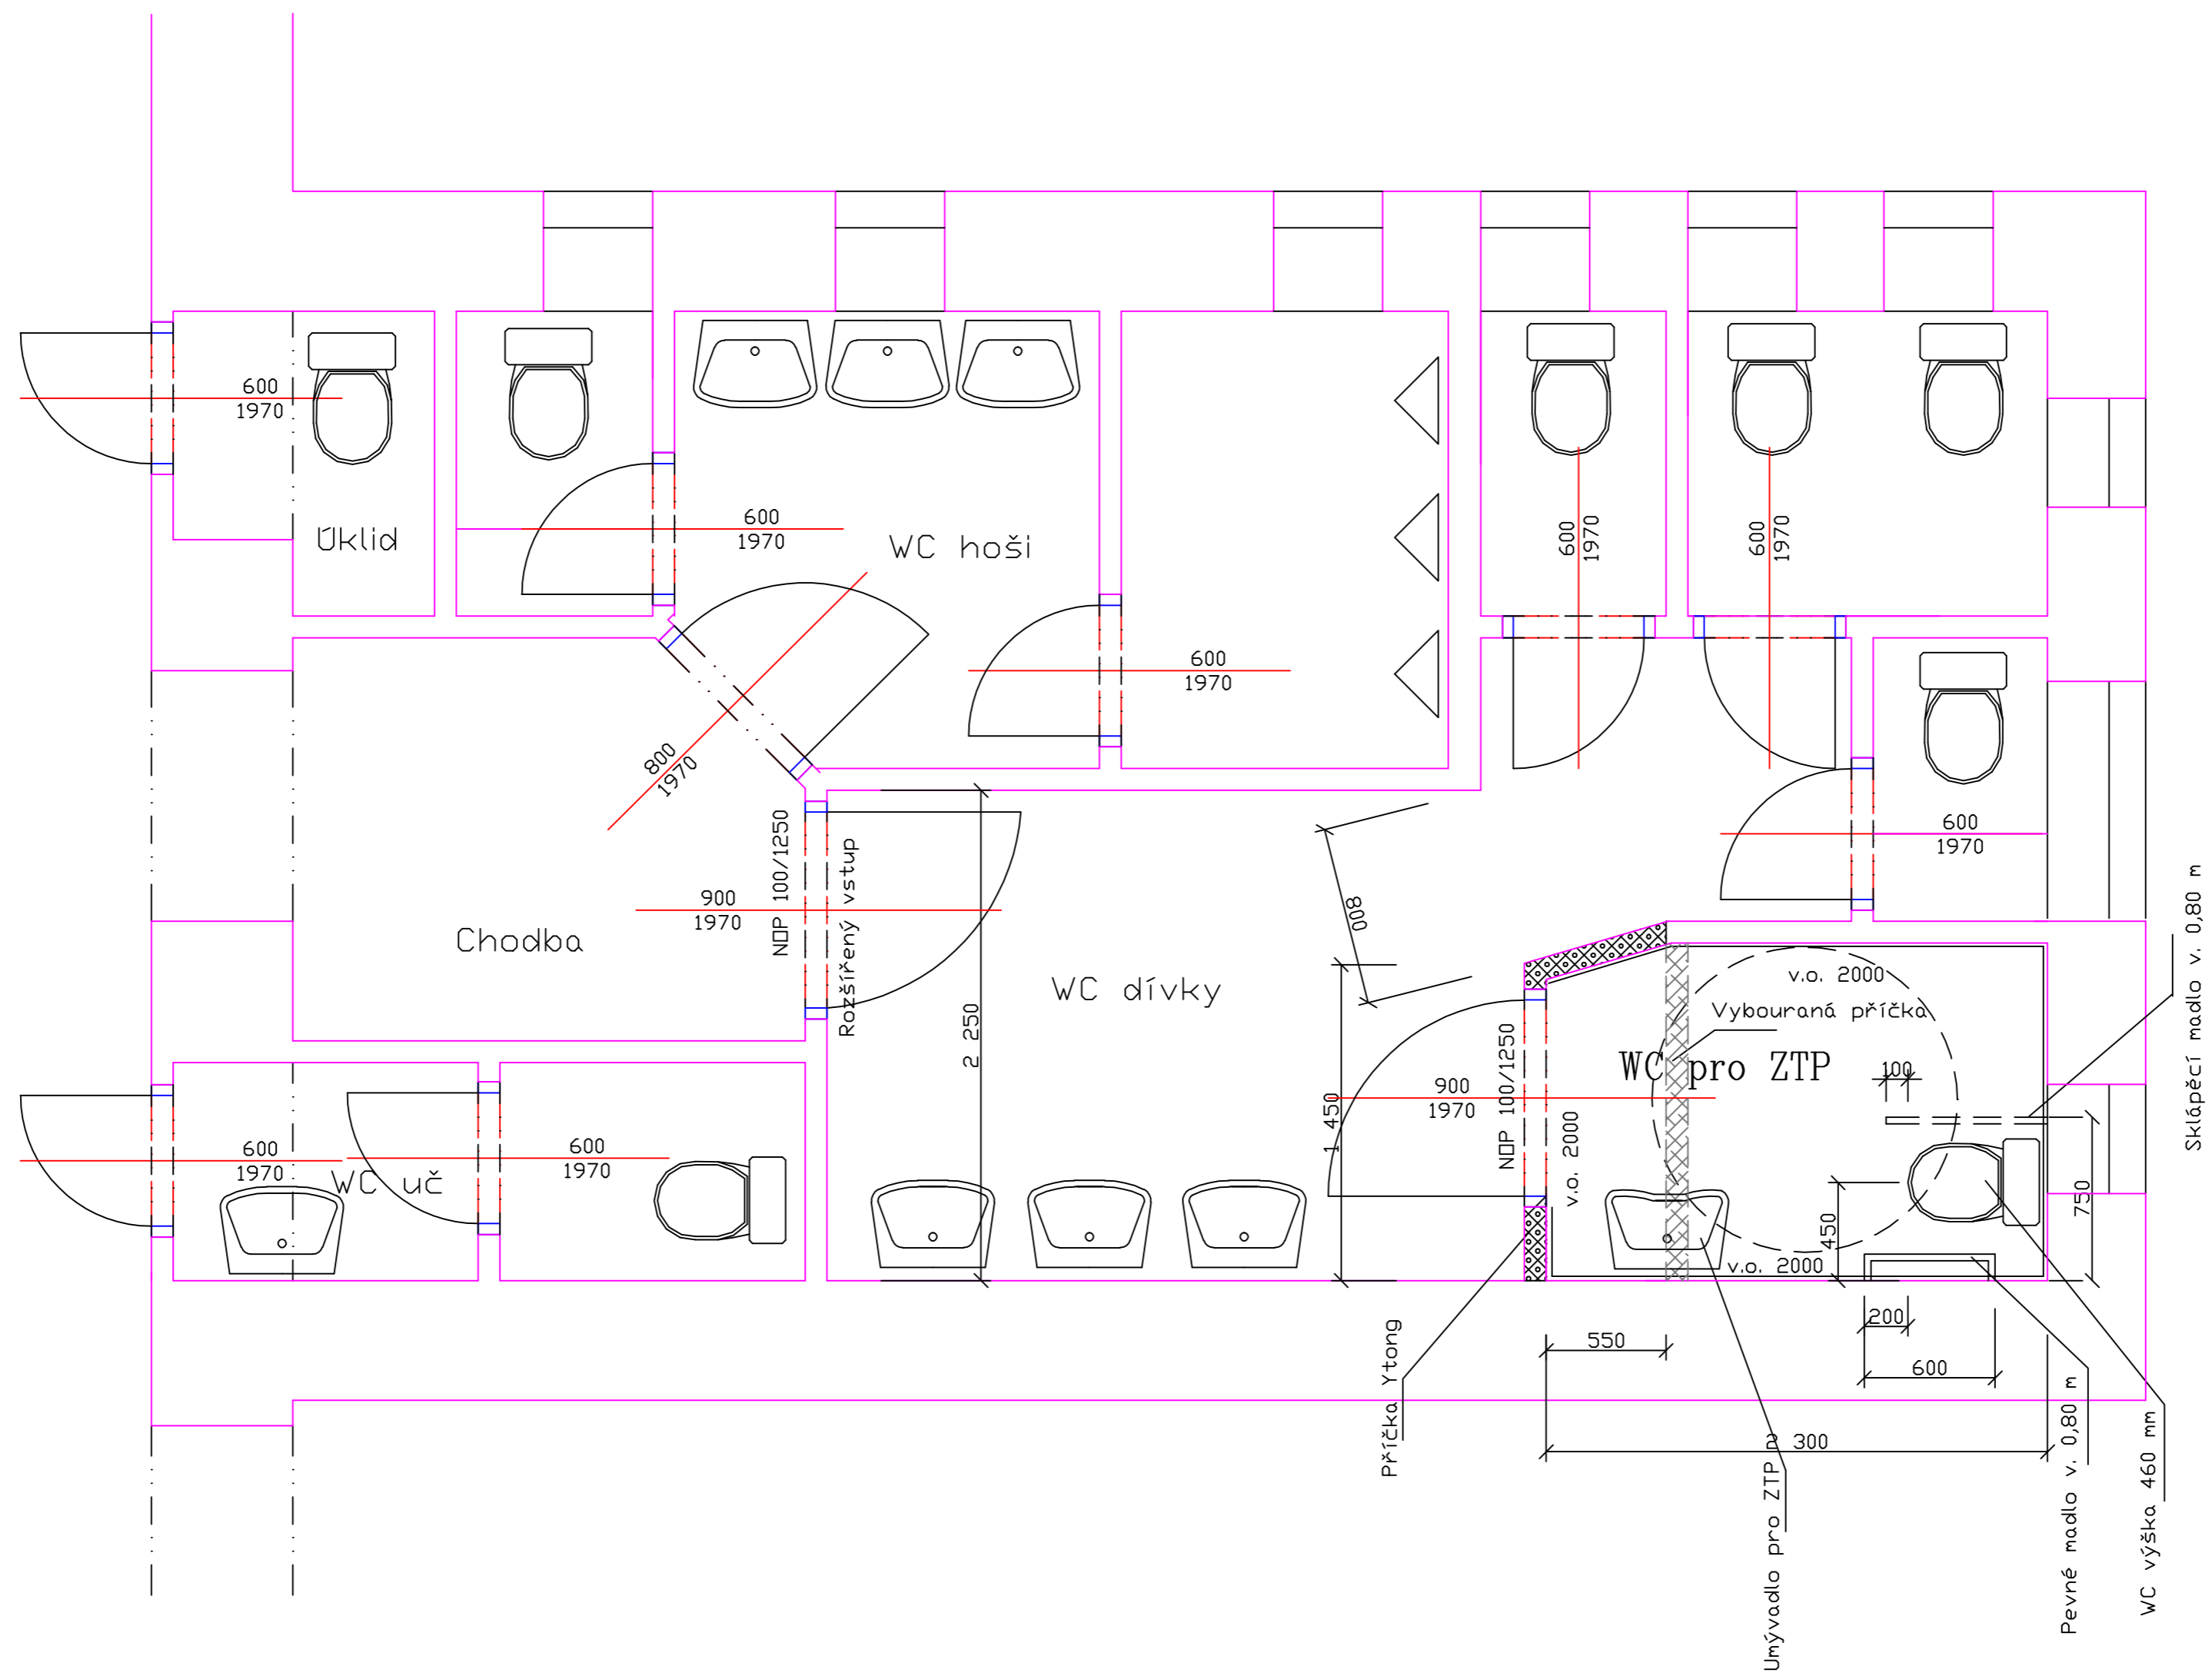 600
1970
Úklid
600
1970
WC hoši
600
1970
600
1970
600
1970
800
1970
600
1970
Chodba
900
1970
NOP 100/1250
Rozšířený vstup
WC dívky
2 250
800
1 450
900
1970
NOP 100/1250
v.o. 2000
v.o. 2000
Vybouraná příčka
WC pro ZTP
100
Sklápěcí madlo v. 0,80 m
600
1970
WC uč
600
1970
450
750
v.o. 2000
200
550
600
2 300
Příčka Ytong
Umývadlo pro ZTP
Pevné madlo v. 0,80 m
WC výška 460 mm